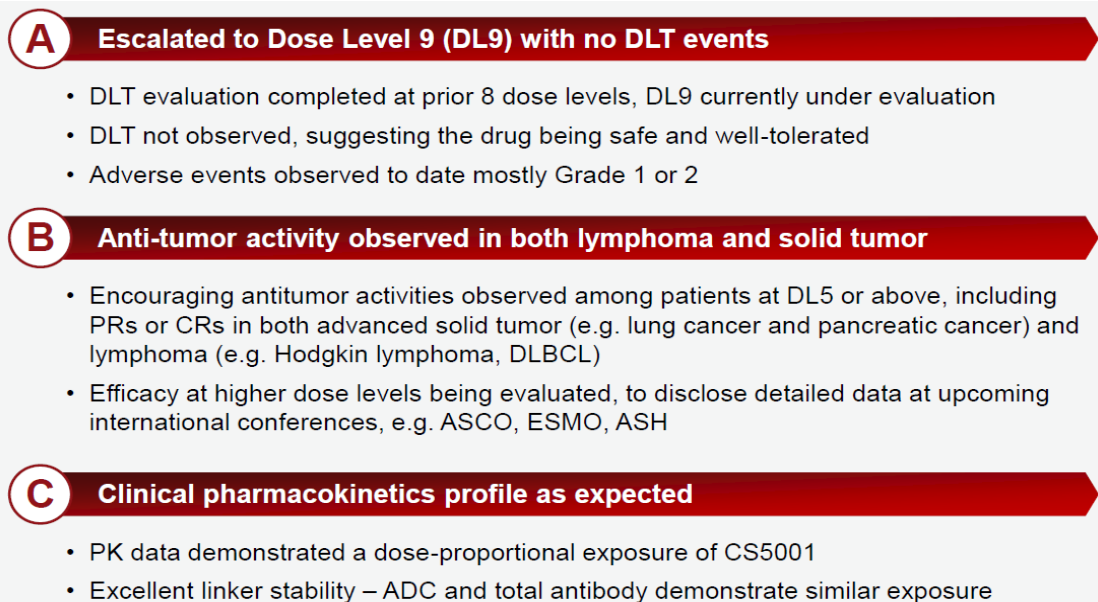 A Escalated to Dose Level 9 (DL9) with no DLT events
• DLT evaluation completed at prior 8 dose levels, DL9 currently under evaluation
• DLT not observed, suggesting the drug being safe and well-tolerated
• Adverse events observed to date mostly Grade 1 or 2
B Anti-tumor activity observed in both lymphoma and solid tumor
• Encouraging antitumor activities observed among patients at DL5 or above, including
PRs or CRs in both advanced solid tumor (e.g. lung cancer and pancreatic cancer) and
lymphoma (e.g. Hodgkin lymphoma, DLBCL)
• Efficacy at higher dose levels being evaluated, to disclose detailed data at upcoming
international conferences, e.g. ASCO, ESMO, ASH
C Clinical pharmacokinetics profile as expected
• PK data demonstrated a dose-proportional exposure of CS5001
• Excellent linker stability – ADC and total antibody demonstrate similar exposure